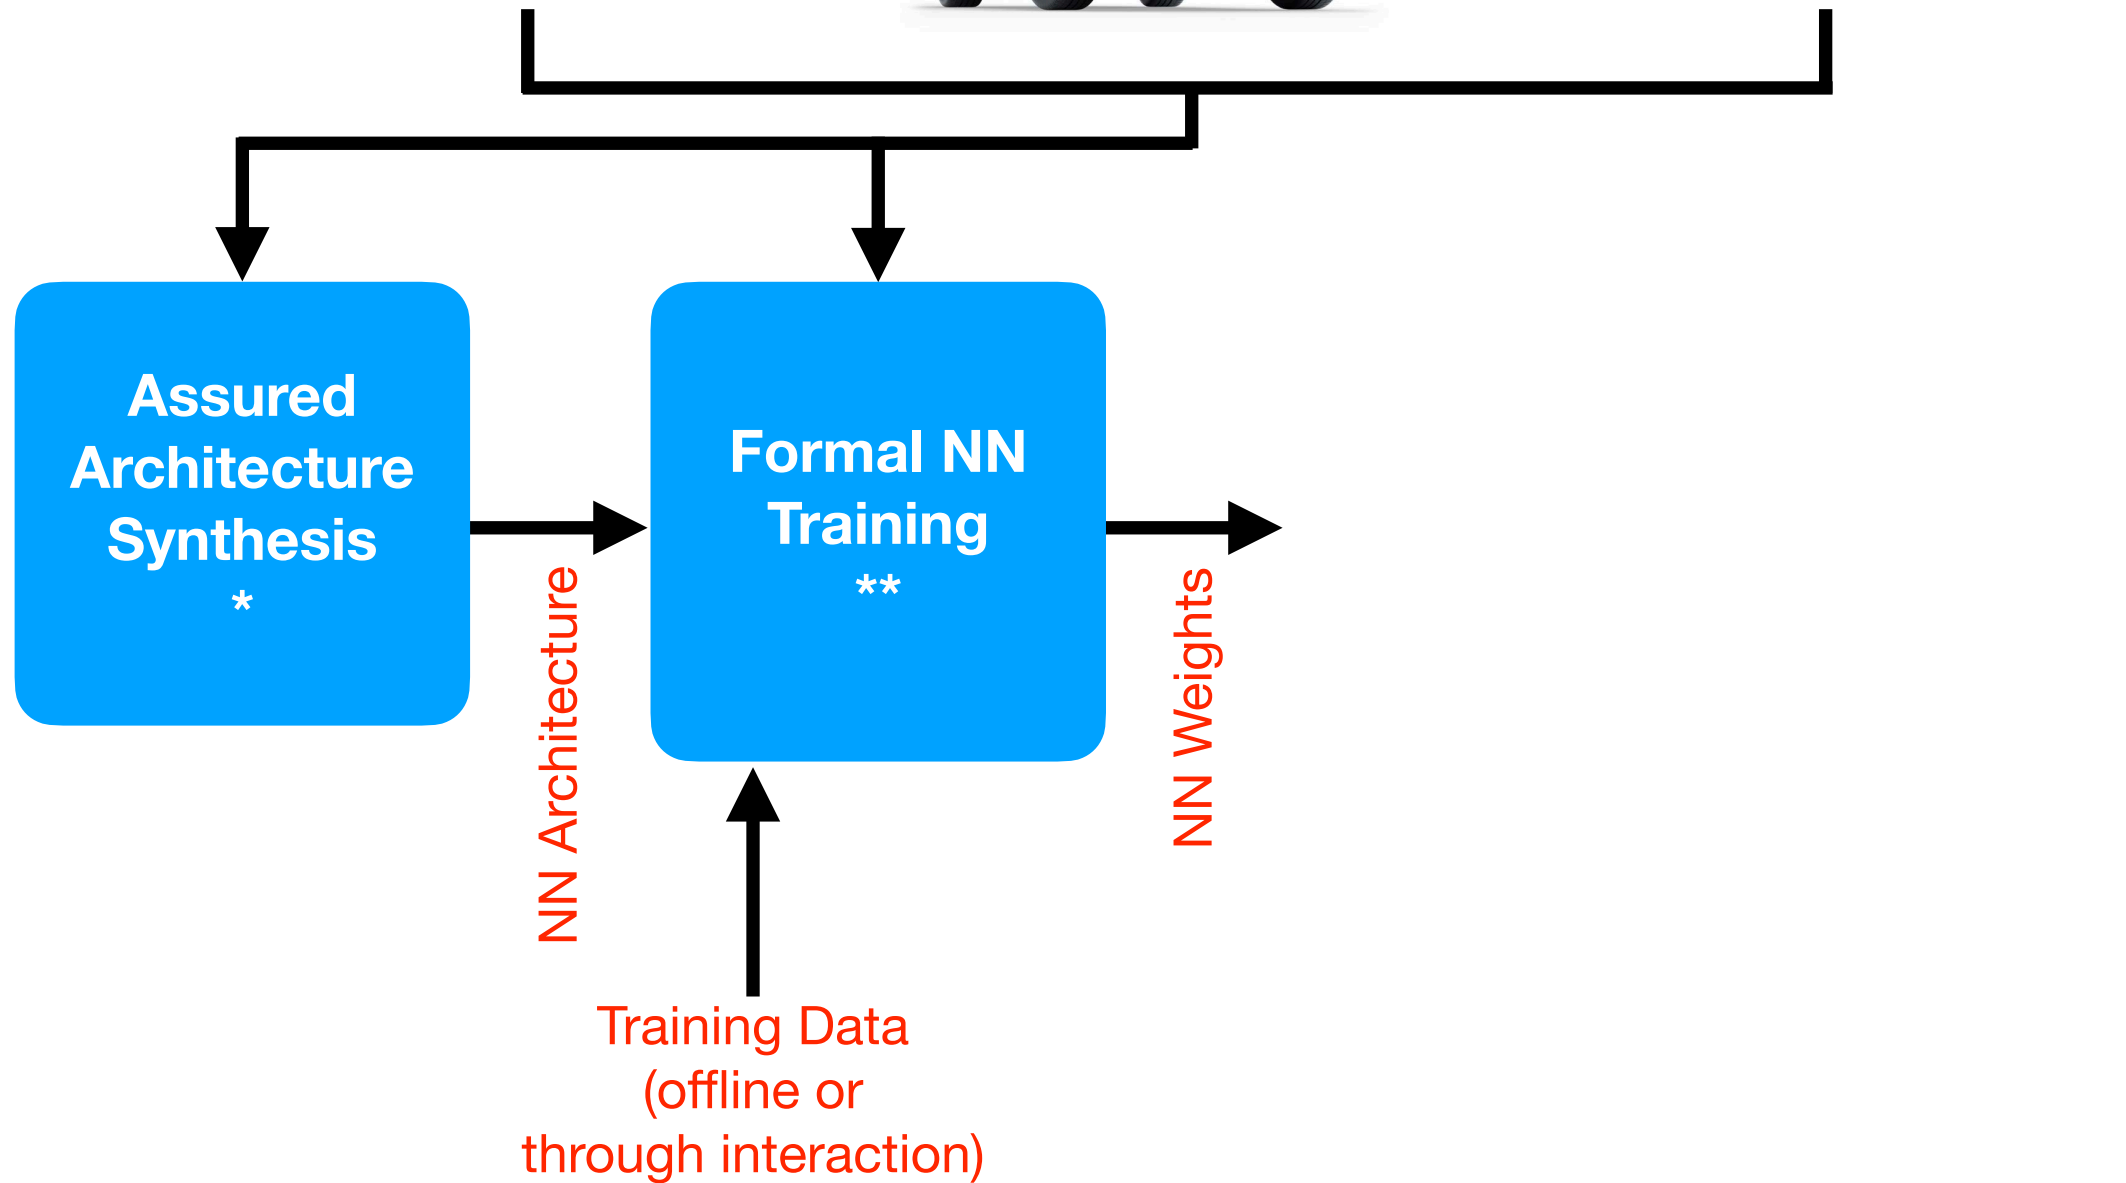 Assured
Architecture
Synthesis
*
NN Architecture
Formal NN
Training
**
NN Weights
Training Data
(offline or
through interaction)